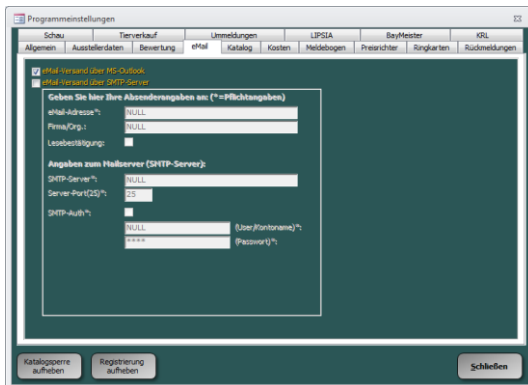 Programmeinstellungen
Schau Tierverkauf Ummeldungen LIPSIA BayMeister KRL
Allgemein Ausstellerdaten Bewertung eMail Katalog Kosten Meldebogen Preisrichter Ringkarten Rückmeldungen
eMail-Versand über MS-Outlook
eMail-Versand über SMTP-Server
Geben Sie hier Ihre Absenderangaben an: (*=Pflichtangaben)
eMail-Adresse*: NULL
Firma/Org.: NULL
Lesebestätigung:
Angaben zum Mailserver (SMTP-Server):
SMTP-Server*: NULL
Server-Port(25)*: 25
SMTP-Auth*:
NULL (User/Kontoname)*:
**** (Passwort)*:
Katalogsperre aufheben Registrierung aufheben Schließen